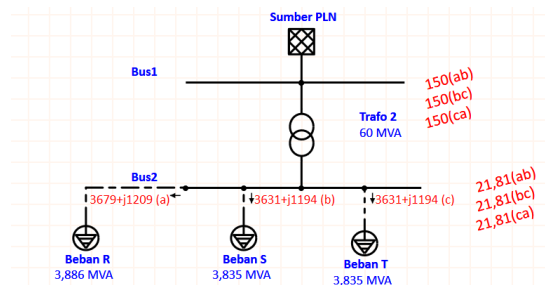 Sumber PLN
Bus1
150(ab)
150(bc)
150(ca)
Trafo 2
60 MVA
Bus2
21,81(ab)
21,81(bc)
21,81(ca)
3679+j1209 (a)
3631+j1194 (b)
3631+j1194 (c)
Beban R
3,886 MVA
Beban S
3,835 MVA
Beban T
3.835 MVA